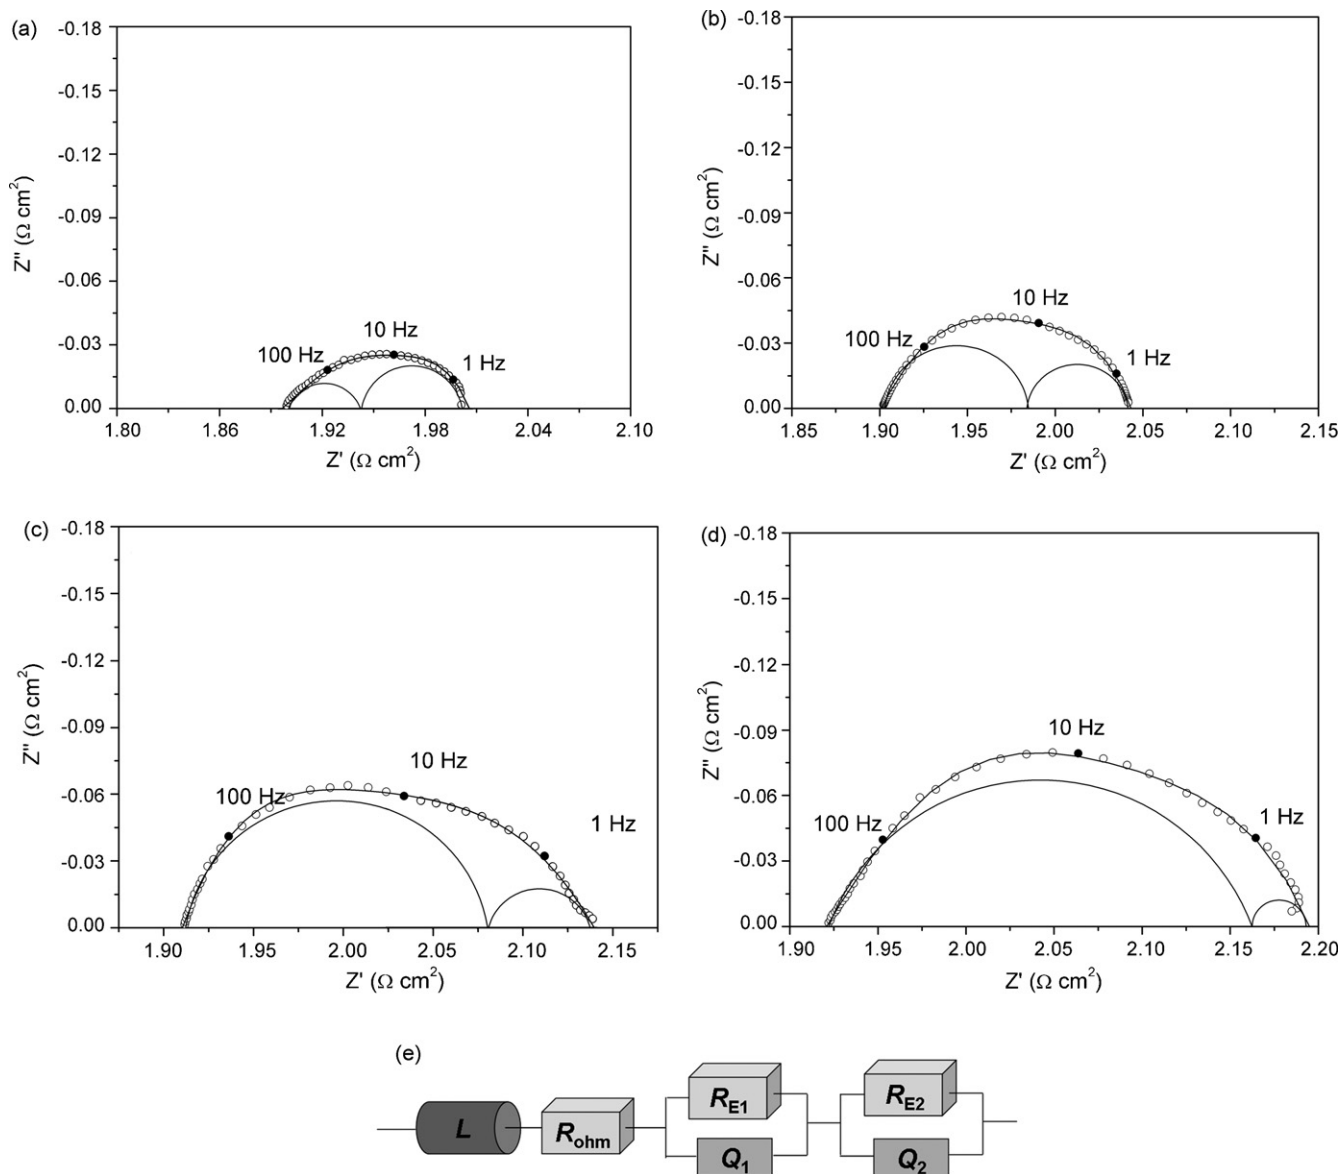 (a)
-0.18
-0.15
-0.12
-0.09
-0.06
-0.03
0.00
Z'' (Ω cm²)
100 Hz
10 Hz
1 Hz
1.80 1.86 1.92 1.98 2.04 2.10
Z' (Ω cm²)
(b)
-0.18
-0.15
-0.12
-0.09
-0.06
-0.03
0.00
Z'' (Ω cm²)
100 Hz
10 Hz
1 Hz
1.85 1.90 1.95 2.00 2.05 2.10 2.15
Z' (Ω cm²)
(c)
-0.18
-0.15
-0.12
-0.09
-0.06
-0.03
0.00
Z'' (Ω cm²)
100 Hz
10 Hz
1 Hz
1.90 1.95 2.00 2.05 2.10 2.15
Z' (Ω cm²)
(d)
-0.18
-0.15
-0.12
-0.09
-0.06
-0.03
0.00
Z'' (Ω cm²)
100 Hz
10 Hz
1 Hz
1.90 1.95 2.00 2.05 2.10 2.15 2.20
Z' (Ω cm²)
(e)
L
Rohm
RE1
Q1
RE2
Q2